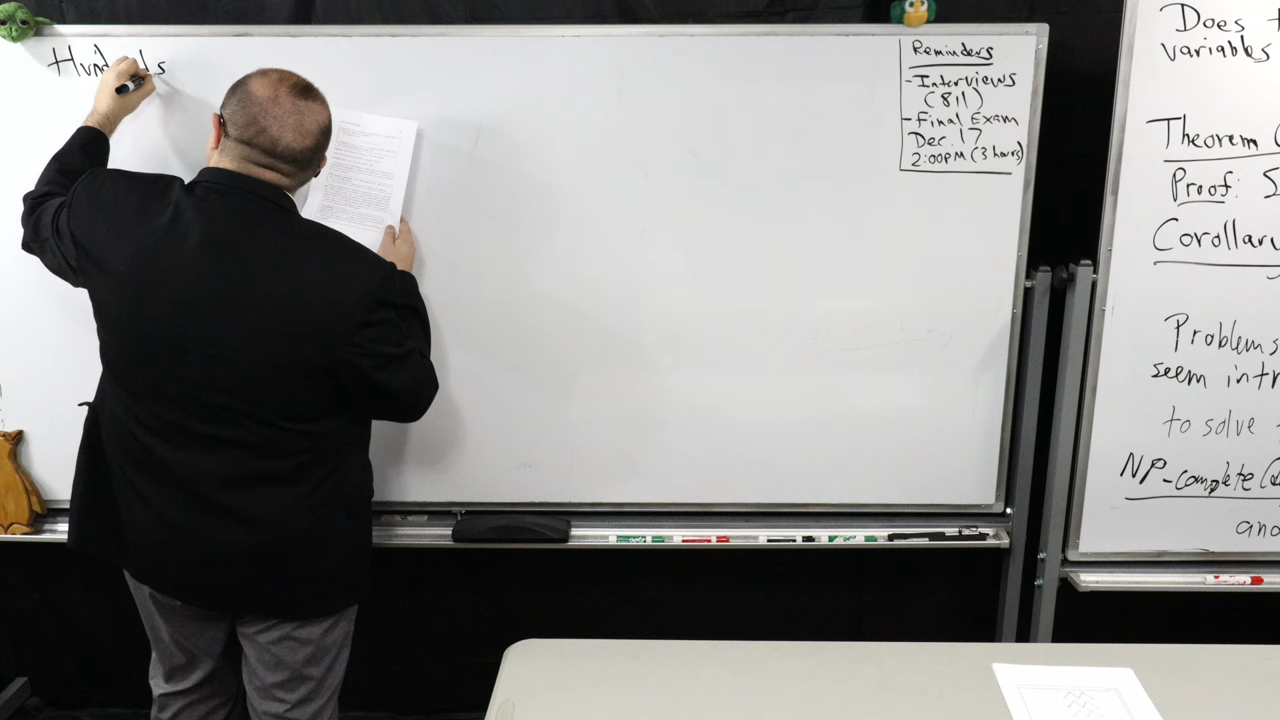 Reminders
- Interviews
(811)
- Final Exam
Dec. 17
2:00PM (3 hours)
Does
variables
Theorem (
Proof:
Corollary
Problems
seem intr
to solve
NP-complete
and